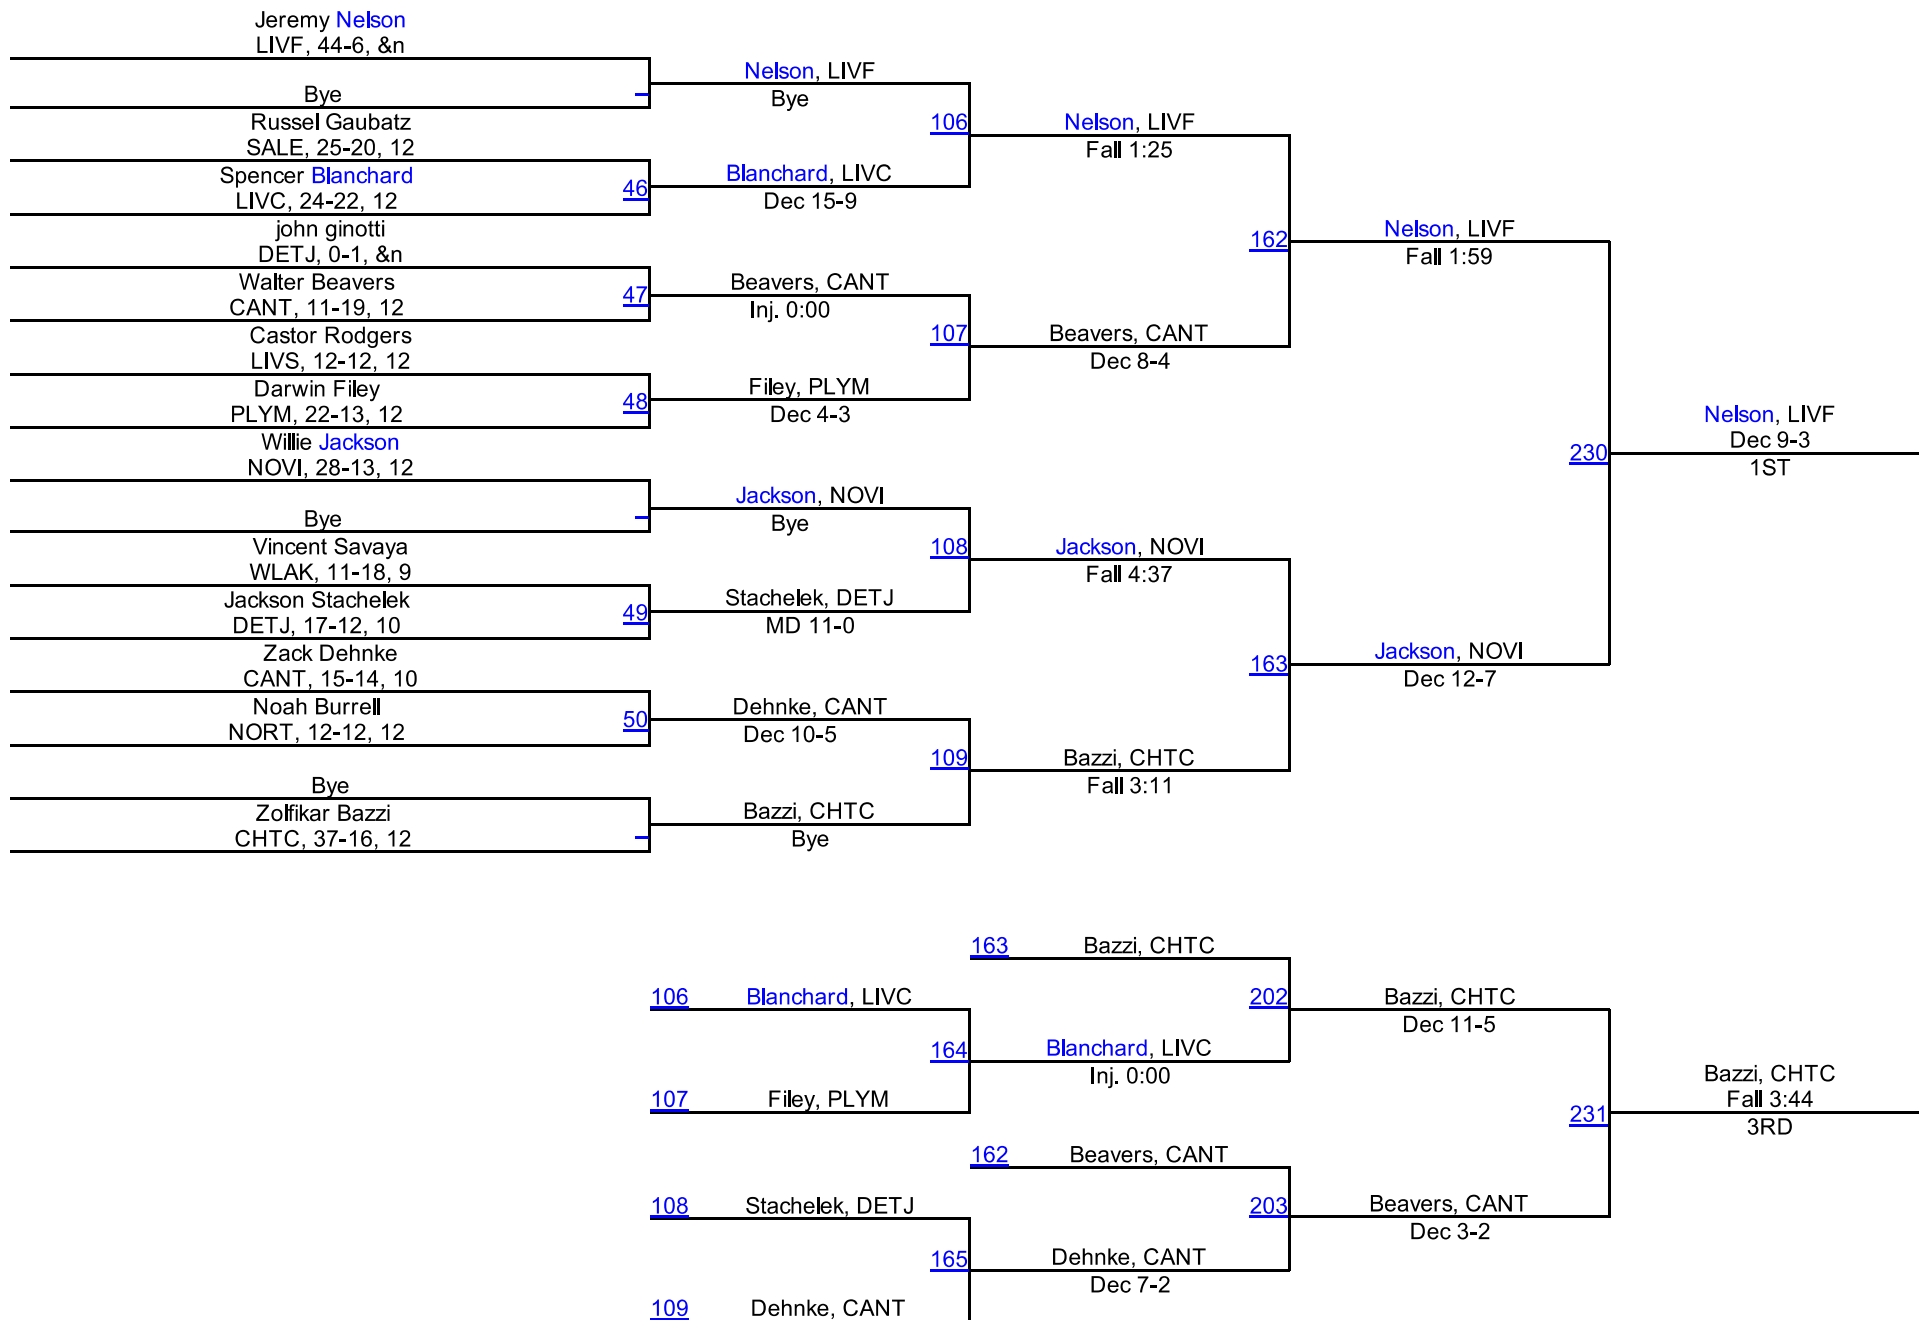 Jeremy Nelson
LIVF, 44-6, &n
Bye
Russel Gaubatz
SALE, 25-20, 12
Spencer Blanchard
LIVC, 24-22, 12
46
john ginotti
DETJ, 0-1, &n
Walter Beavers
CANT, 11-19, 12
47
Castor Rodgers
LIVS, 12-12, 12
Darwin Filey
PLYM, 22-13, 12
48
Willie Jackson
NOVI, 28-13, 12
Bye
Vincent Savaya
WLAK, 11-18, 9
Jackson Stachelek
DETJ, 17-12, 10
49
Zack Dehnke
CANT, 15-14, 10
Noah Burrell
NORT, 12-12, 12
50
Bye
Zolfikar Bazzi
CHTC, 37-16, 12
Nelson, LIVF
Bye
106
Blanchard, LIVC
Dec 15-9
Beavers, CANT
Inj. 0:00
107
Filey, PLYM
Dec 4-3
Jackson, NOVI
Bye
108
Stachelek, DETJ
MD 11-0
Dehnke, CANT
Dec 10-5
109
Bazzi, CHTC
Bye
Nelson, LIVF
Fall 1:25
162
Beavers, CANT
Dec 8-4
Jackson, NOVI
Fall 4:37
163
Bazzi, CHTC
Fall 3:11
Nelson, LIVF
Fall 1:59
230
Jackson, NOVI
Dec 12-7
Nelson, LIVF
Dec 9-3
1ST
106 Blanchard, LIVC
164
107 Filey, PLYM
108 Stachelek, DETJ
165
109 Dehnke, CANT
163 Bazzi, CHTC
202
Blanchard, LIVC
Inj. 0:00
162 Beavers, CANT
203
Dehnke, CANT
Dec 7-2
Bazzi, CHTC
Dec 11-5
231
Beavers, CANT
Dec 3-2
Bazzi, CHTC
Fall 3:44
3RD